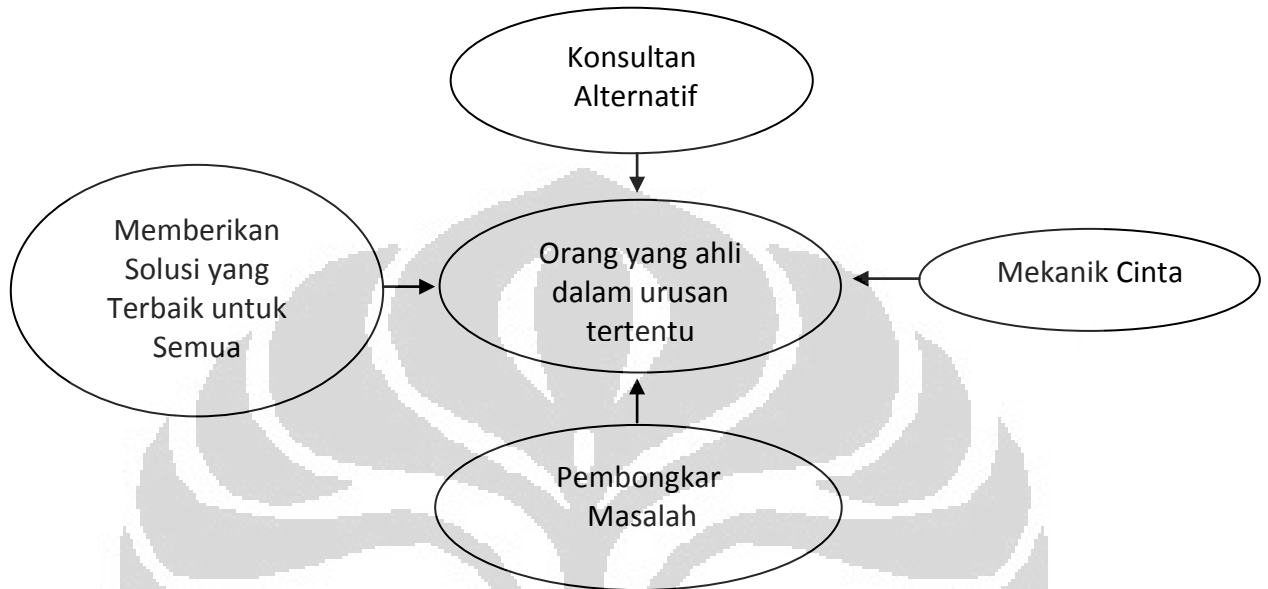 Konsultan
Alternatif
Memberikan
Solusi yang
Terbaik untuk
Semua
Orang yang ahli
dalam urusan
tertentu
Mekanik Cinta
Pembongkar
Masalah